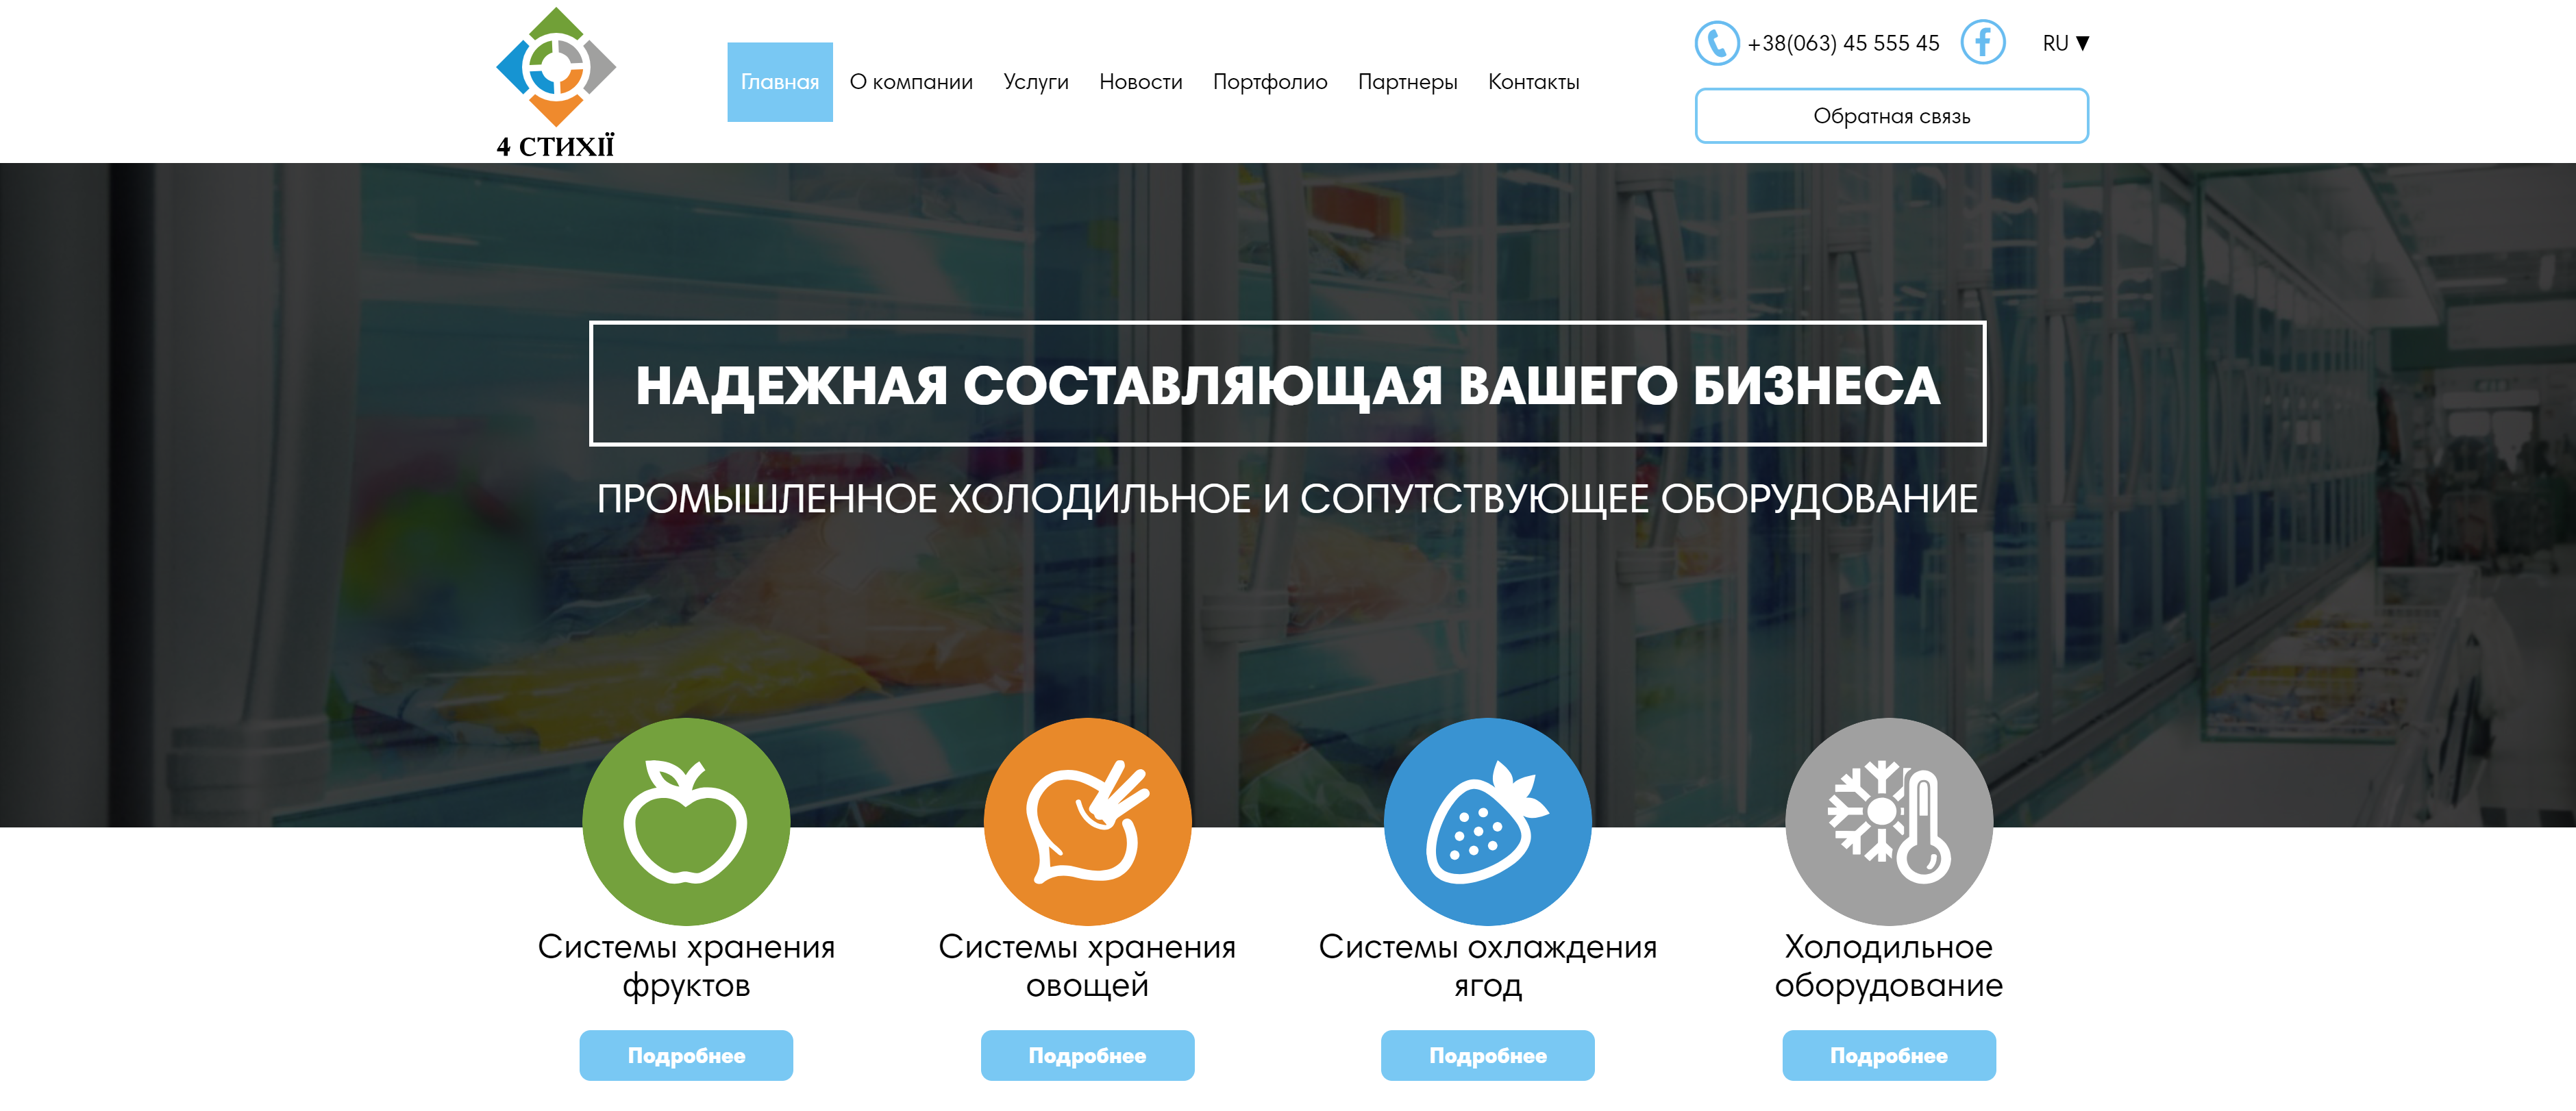 4 СТИХІЇ
Главная
О компании
Услуги
Новости
Портфолио
Партнеры
Контакты
+38(063) 45 555 45
RU ▼
Обратная связь
НАДЕЖНАЯ СОСТАВЛЯЮЩАЯ ВАШЕГО БИЗНЕСА
ПРОМЫШЛЕННОЕ ХОЛОДИЛЬНОЕ И СОПУТСТВУЮЩЕЕ ОБОРУДОВАНИЕ
Системы хранения
фруктов
Подробнее
Системы хранения
овощей
Подробнее
Системы охлаждения
ягод
Подробнее
Холодильное
оборудование
Подробнее